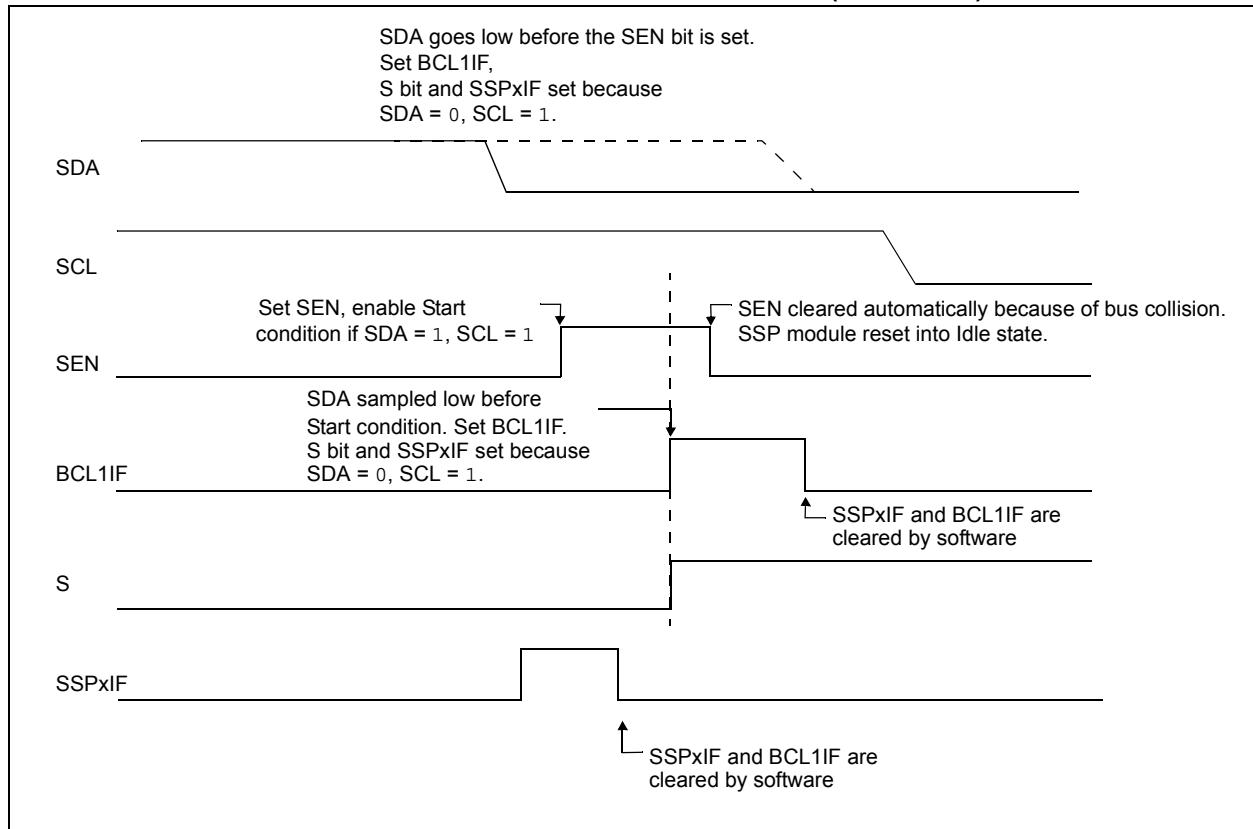 SDA goes low before the SEN bit is set.
Set BCL1IF,
S bit and SSPxIF set because
SDA = 0, SCL = 1.
SDA
SCL
Set SEN, enable Start
condition if SDA = 1, SCL = 1
SEN cleared automatically because of bus collision.
SSP module reset into Idle state.
SEN
SDA sampled low before
Start condition. Set BCL1IF.
S bit and SSPxIF set because
SDA = 0, SCL = 1.
BCL1IF
SSPxIF and BCL1IF are
cleared by software
S
SSPxIF
SSPxIF and BCL1IF are
cleared by software